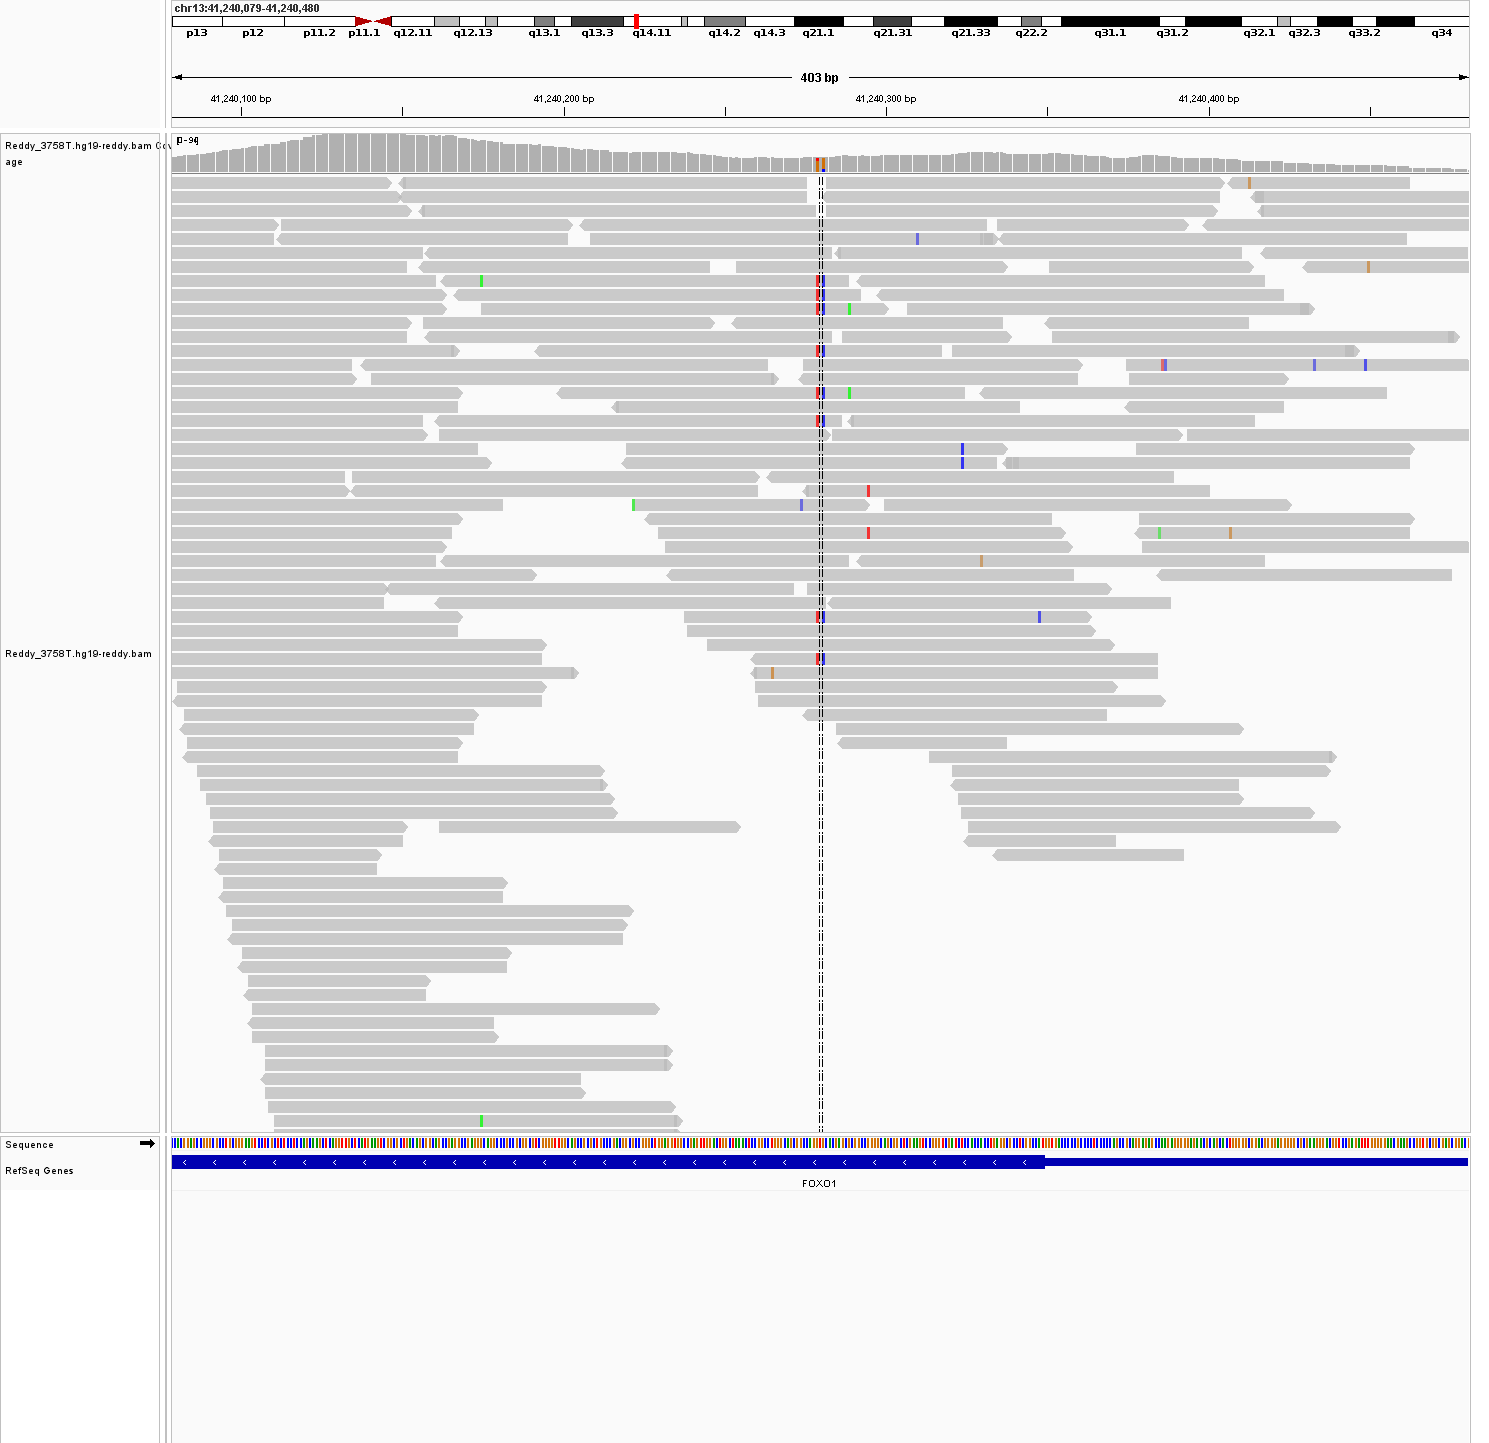 chr13:41,240,079-41,240,480
p13 p12 p11.2 p11.1 q12.11 q12.13 q13.1 q13.3 q14.11 q14.2 q14.3 q21.1 q21.31 q21.33 q22.2 q31.1 q31.2 q32.1 q32.3 q33.2 q34
403 bp
41,240,100 bp 41,240,200 bp 41,240,300 bp 41,240,400 bp
[0-94]
Reddy_3758T.hg19-reddy.bam Cov
age
Reddy_3758T.hg19-reddy.bam
Sequence
RefSeq Genes
FOXO1